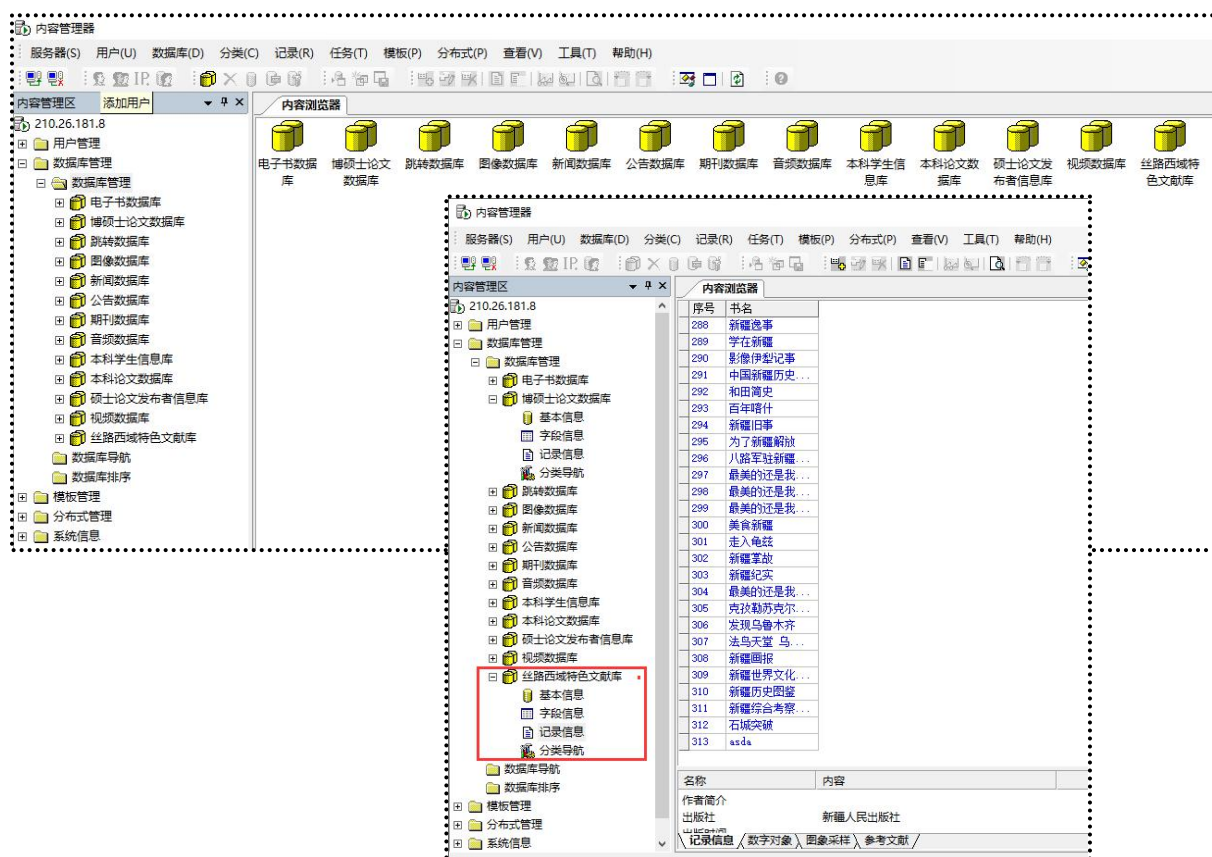 内容管理器
服务器(S) 用户(U) 数据库(D) 分类(C) 记录(R) 任务(T) 模板(P) 分布式(P) 查看(V) 工具(T) 帮助(H)
IP
内容管理区 添加用户
内容浏览器
210.26.181.8
用户管理
数据库管理
数据库管理
电子书数据库
博硕士论文数据库
跳转数据库
图像数据库
新闻数据库
公告数据库
期刊数据库
音频数据库
本科学生信息库
本科论文数据库
硕士论文发布者信息库
视频数据库
丝路西域特色文献库
数据库导航
数据库排序
模板管理
分布式管理
系统信息
电子书数据库
博硕士论文数据库
跳转数据库
图像数据库
新闻数据库
公告数据库
期刊数据库
音频数据库
本科学生信息库
本科论文数据库
硕士论文发布者信息库
视频数据库
丝路西域特色文献库
内容管理器
服务器(S) 用户(U) 数据库(D) 分类(C) 记录(R) 任务(T) 模板(P) 分布式(P) 查看(V) 工具(T) 帮助(H)
IP
内容管理区
210.26.181.8
用户管理
数据库管理
数据库管理
电子书数据库
博硕士论文数据库
基本信息
字段信息
记录信息
分类导航
跳转数据库
图像数据库
新闻数据库
公告数据库
期刊数据库
音频数据库
本科学生信息库
本科论文数据库
硕士论文发布者信息库
视频数据库
丝路西域特色文献库
基本信息
字段信息
记录信息
分类导航
数据库导航
数据库排序
模板管理
分布式管理
系统信息
内容浏览器
序号 书名
288 新疆逸事
289 学在新疆
290 影像伊犁记事
291 中国新疆历史...
292 和田简史
293 百年喀什
294 新疆旧事
295 为了新疆解放
296 八路军驻新疆...
297 最美的还是我...
298 最美的还是我...
299 最美的还是我...
300 美食新疆
301 走入龟兹
302 新疆掌故
303 新疆纪实
304 最美的还是我...
305 克孜勒苏克尔...
306 发现乌鲁木齐
307 法鸟天堂 乌...
308 新疆画报
309 新疆世界文化...
310 新疆历史图鉴
311 新疆综合考察...
312 石城突破
313 asda
名称 内容
作者简介
出版社 新疆人民出版社
记录信息 数字对象 图象采样 参考文献